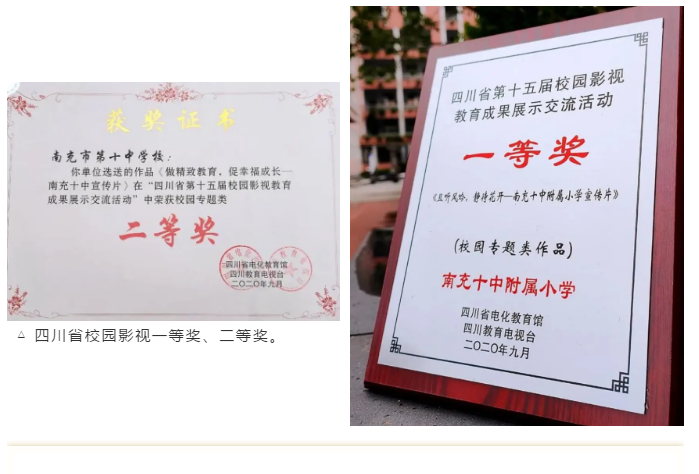 获奖证书
南充市第十中学校：
你单位选送的作品《做精致教育，促幸福成长—
南充十中宣传片》在“四川省第十五届校园影视教育
成果展示交流活动”中荣获校园专题类
二等奖
四川省电化教育馆
四川教育电视台
二〇二〇年九月
△ 四川省校园影视一等奖、二等奖。
四川省第十五届校园影视
教育成果展示交流活动
一等奖
《且听风吟，静待花开—南充十中附属小学宣传片》
（校园专题类作品）
南充十中附属小学
四川省电化教育馆
四川教育电视台
二〇二〇年九月